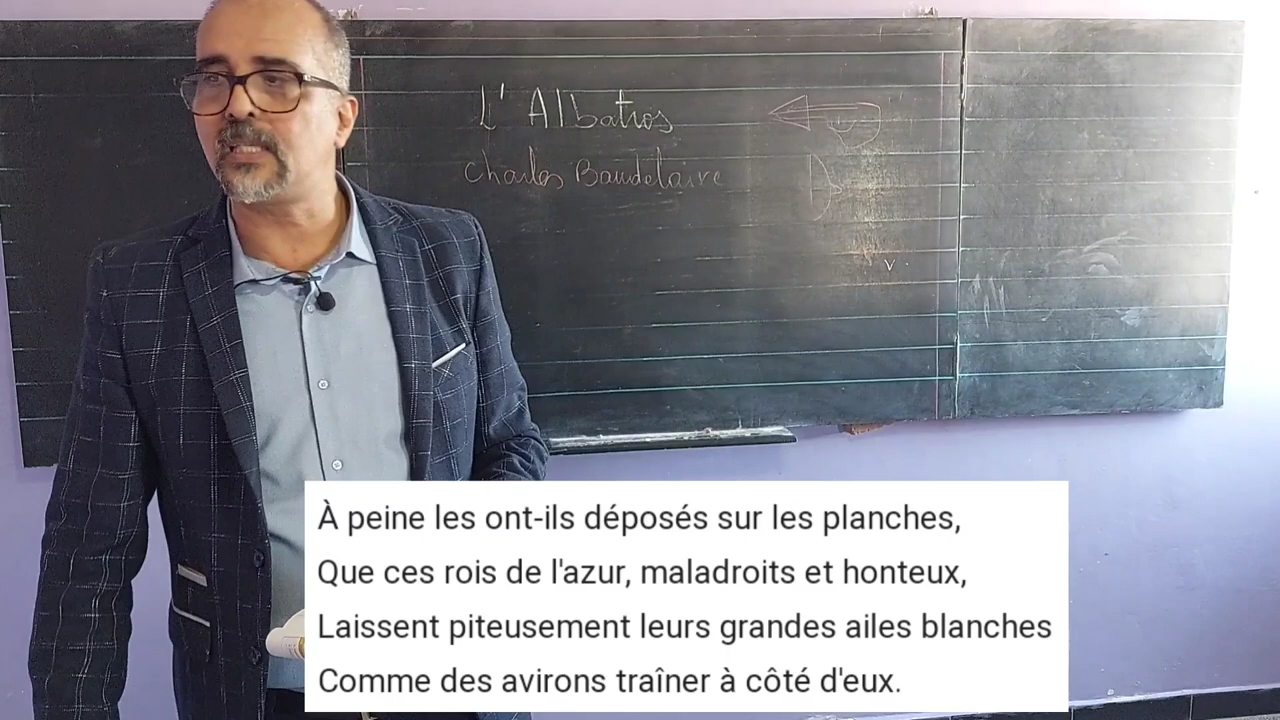 L'Albatros
Charles Baudelaire
À peine les ont-ils déposés sur les planches,
Que ces rois de l'azur, maladroits et honteux,
Laissent piteusement leurs grandes ailes blanches
Comme des avirons traîner à côté d'eux.